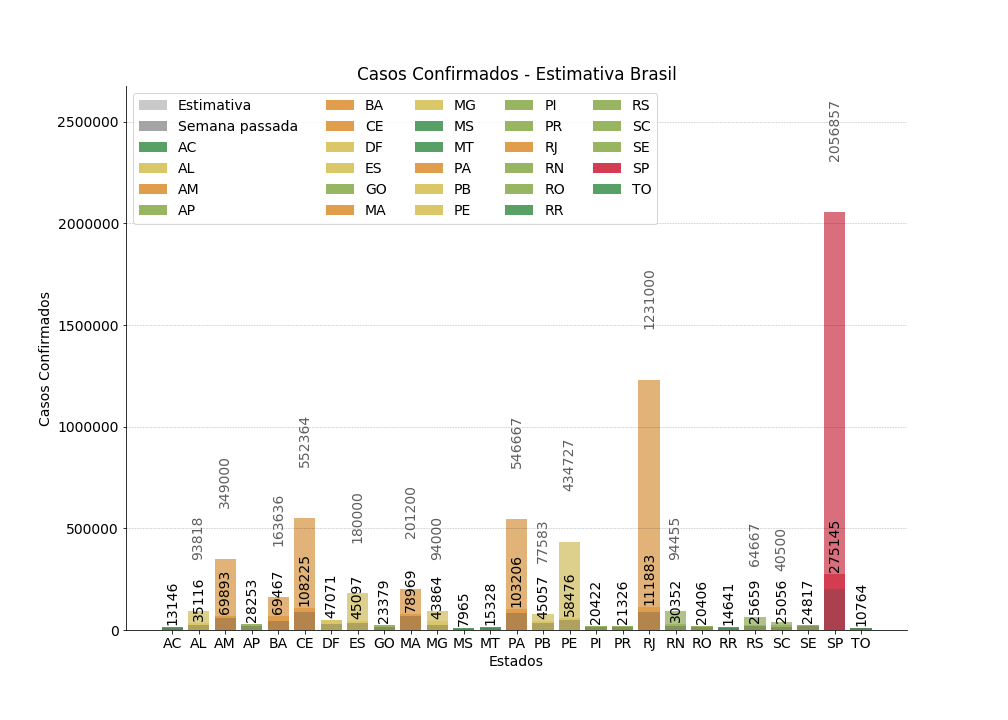 Casos Confirmados - Estimativa Brasil
Estimativa
Semana passada
AC
AL
AM
AP
BA
CE
DF
ES
GO
MA
MG
MS
MT
PA
PB
PE
PI
PR
RJ
RN
RO
RR
RS
SC
SE
SP
TO
Casos Confirmados
2500000
2000000
1500000
1000000
500000
0
13146
93818
35116
349000
69893
28253
163636
69467
552364
108225
47071
180000
45097
23379
201200
78969
94000
43864
7965
15328
546667
103206
77583
45057
434727
58476
20422
21326
1231000
111883
94455
20352
20406
14641
64667
25659
40500
25056
24817
2056857
275145
10764
AC AL AM AP BA CE DF ES GO MA MG MS MT PA PB PE PI PR RJ RN RO RR RS SC SE SP TO
Estados